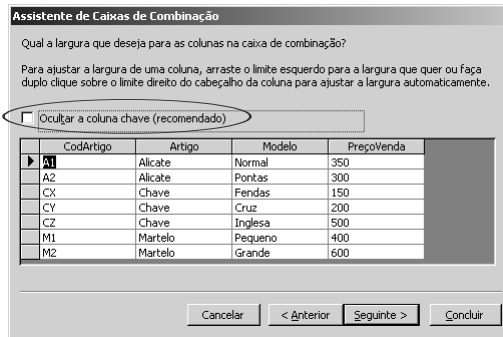 Assistente de Caixas de Combinação
Qual a largura que deseja para as colunas na caixa de combinação?
Para ajustar a largura de uma coluna, arraste o limite esquerdo para a largura que quer ou faça
duplo clique sobre o limite direito do cabeçalho da coluna para ajustar a largura automaticamente.
Ocultar a coluna chave (recomendado)
CodArtigo Artigo Modelo PreçoVenda
A1 Alicate Normal 350
A2 Alicate Pontas 300
CX Chave Fendas 150
CY Chave Cruz 200
CZ Chave Inglesa 500
M1 Martelo Pequeno 400
M2 Martelo Grande 600
Cancelar < Anterior Seguinte > Concluir